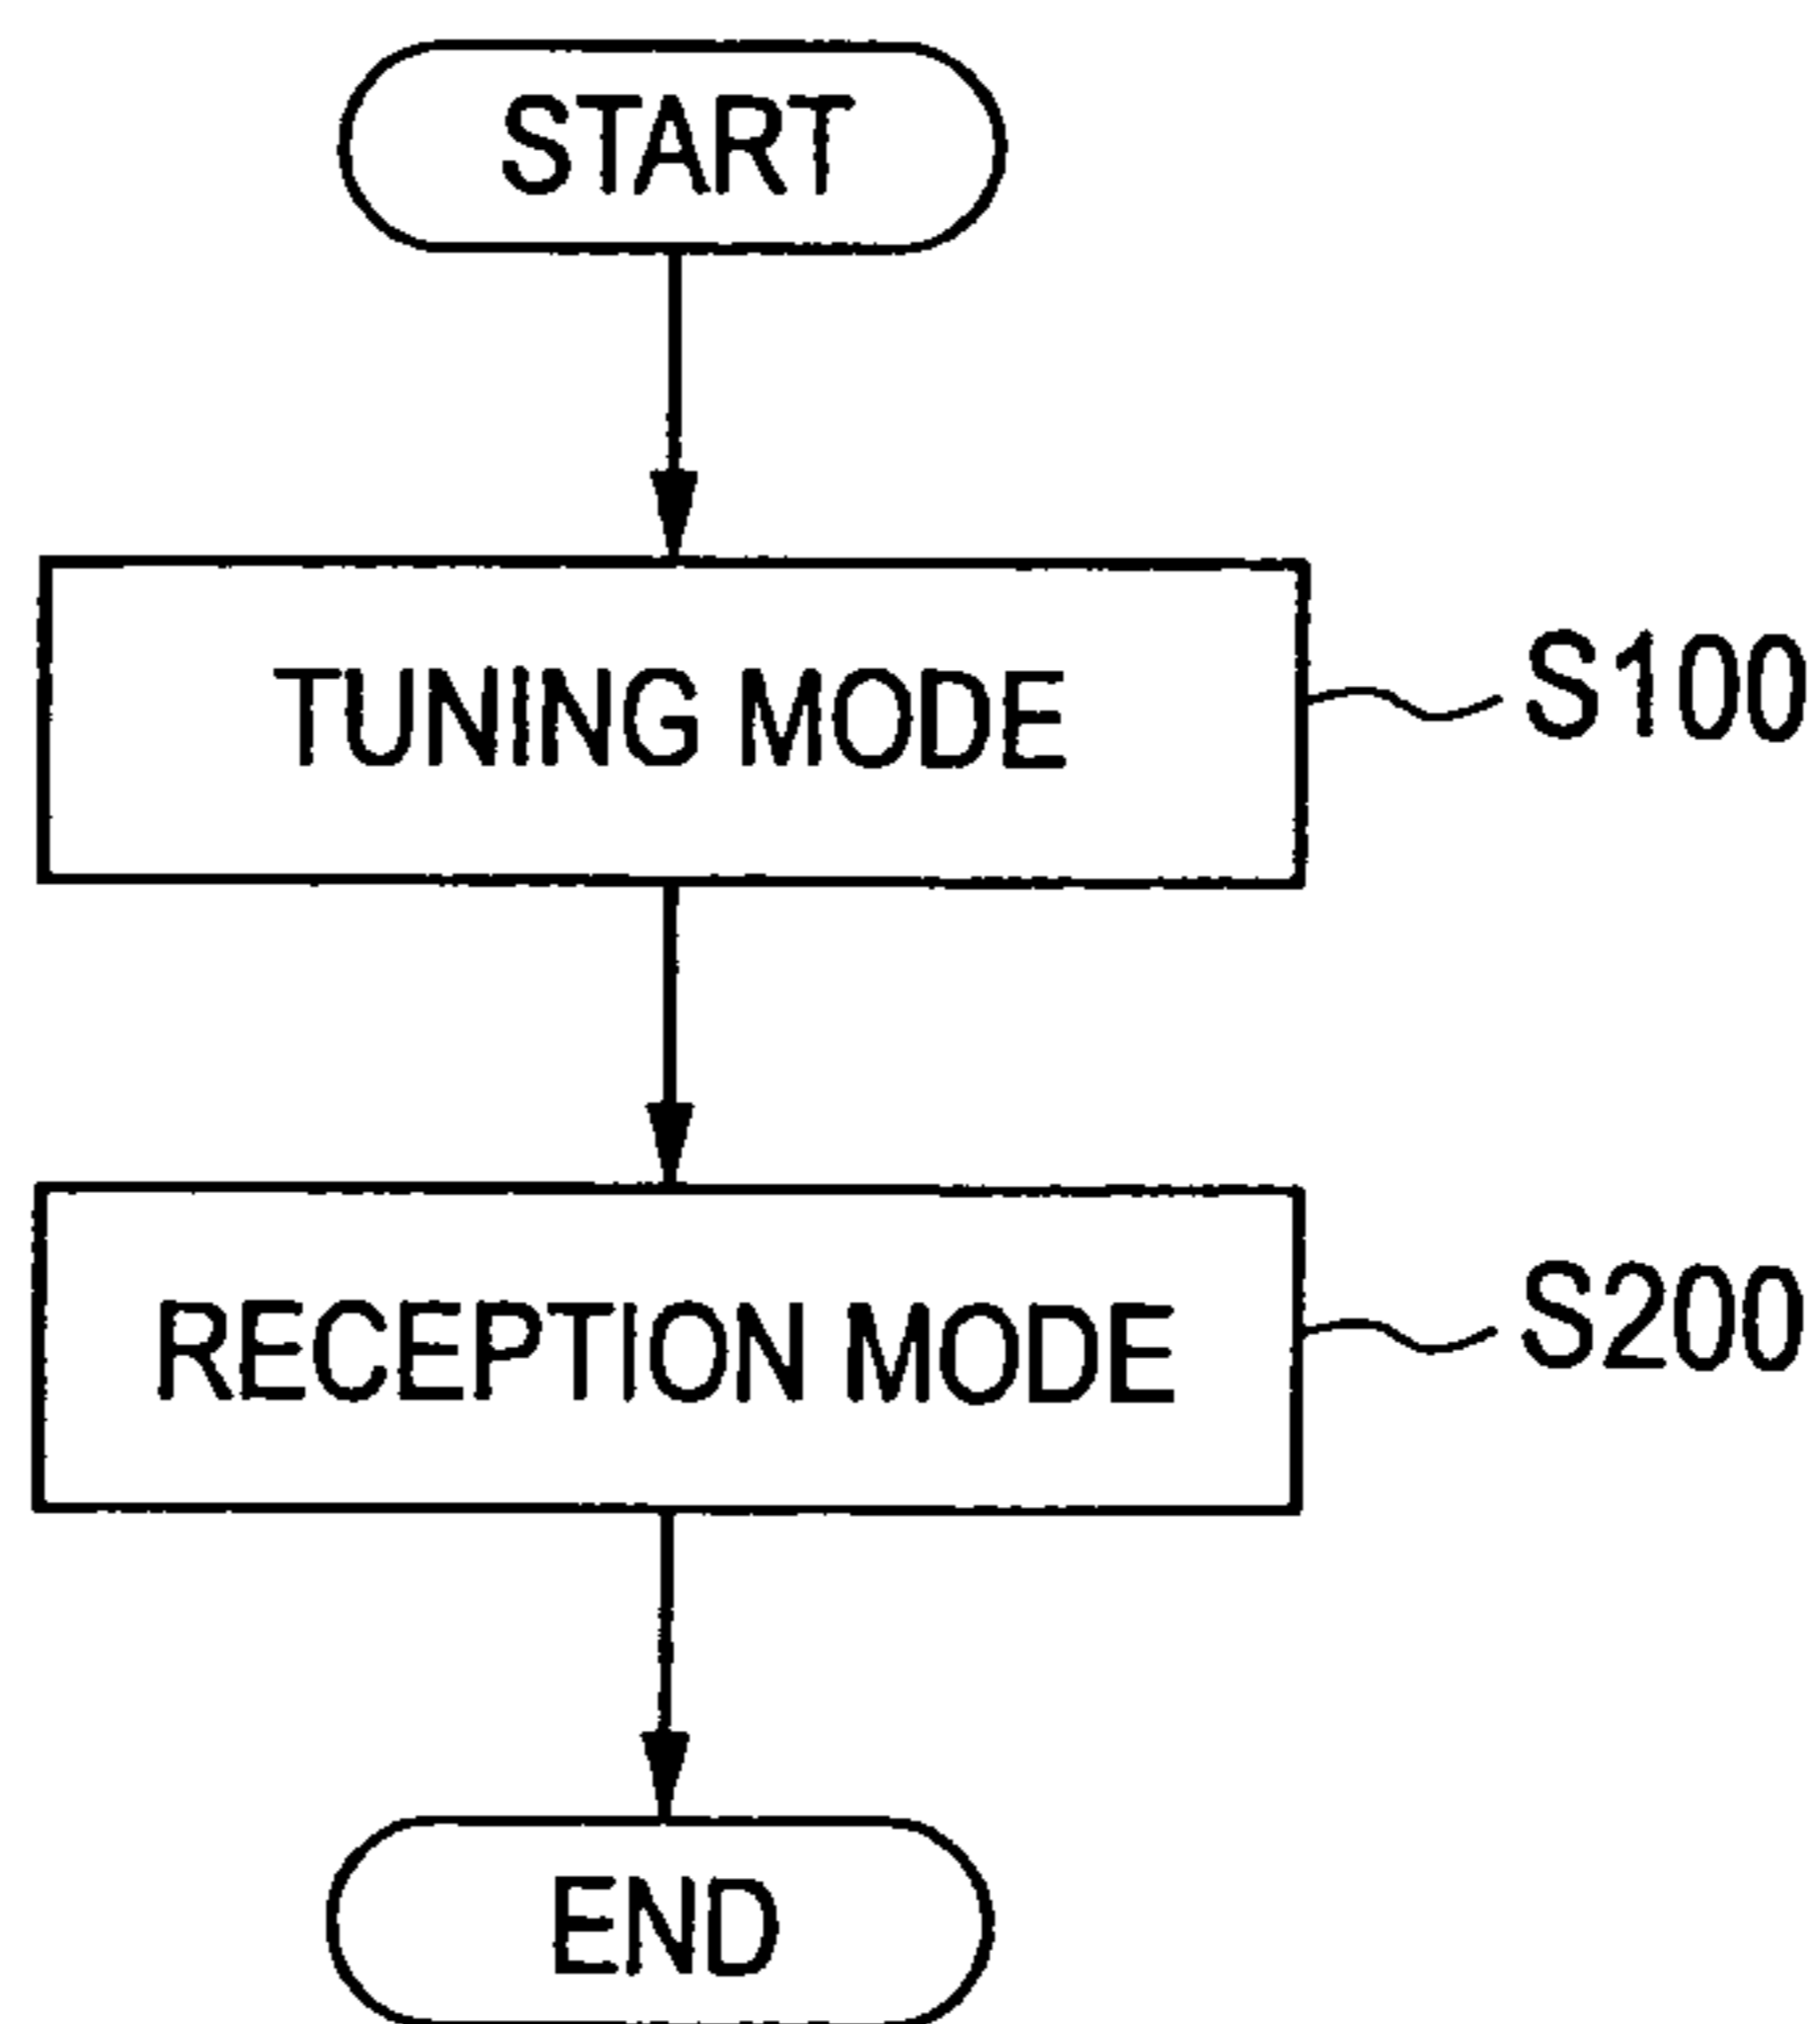 START
TUNING MODE
S100
RECEPTION MODE
S200
END